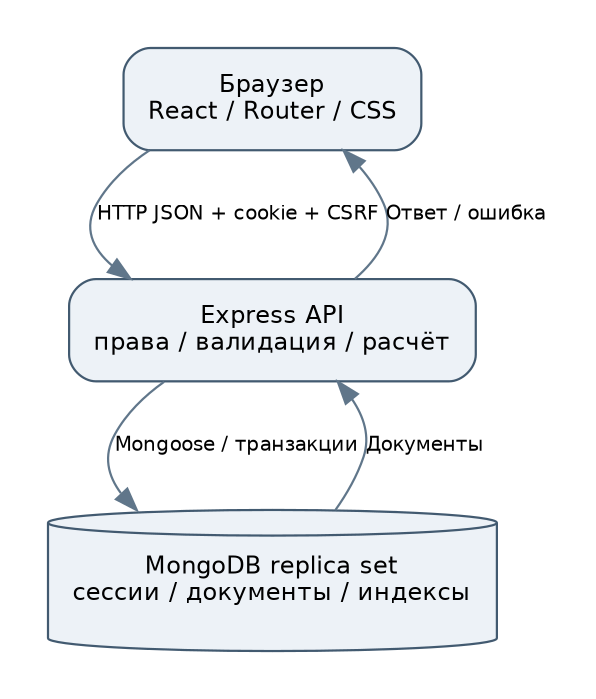 Браузер
React / Router / CSS
HTTP JSON + cookie + CSRF
Ответ / ошибка
Express API
права / валидация / расчёт
Mongoose / транзакции
Документы
MongoDB replica set
сессии / документы / индексы